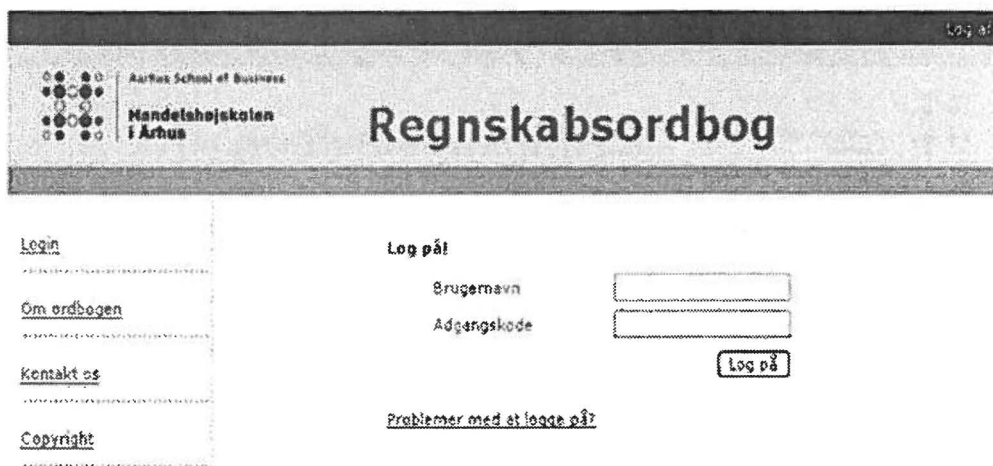 Log af
Aarhus School of Business
Handelshøjskolen
i Århus
Regnskabsordbog
Login
Om ordbogen
Kontakt os
Copyright
Log på!
Brugernavn
Adgangskode
Log på
Problemer med at logge på?